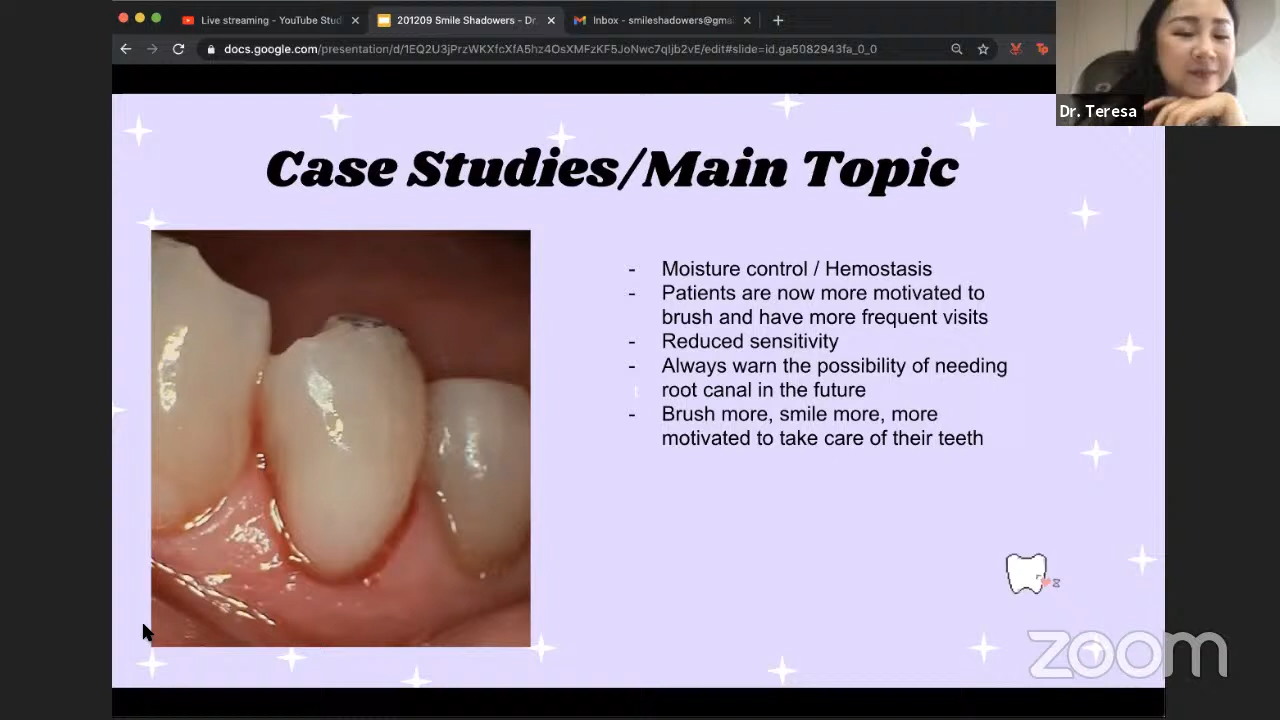 Live streaming - YouTube Stud
201209 Smile Shadowers - Dr.
Inbox - smileshadowers@gma
docs.google.com/presentation/d/1EQ2U3jPrzWKXfcXfA5hz4OsXMFzKF5JoNwc7qIjb2vE/edit#slide=id.ga5082943fa_0_0
Dr. Teresa
Case Studies/Main Topic
- Moisture control / Hemostasis
- Patients are now more motivated to
brush and have more frequent visits
- Reduced sensitivity
- Always warn the possibility of needing
root canal in the future
- Brush more, smile more, more
motivated to take care of their teeth
zoom